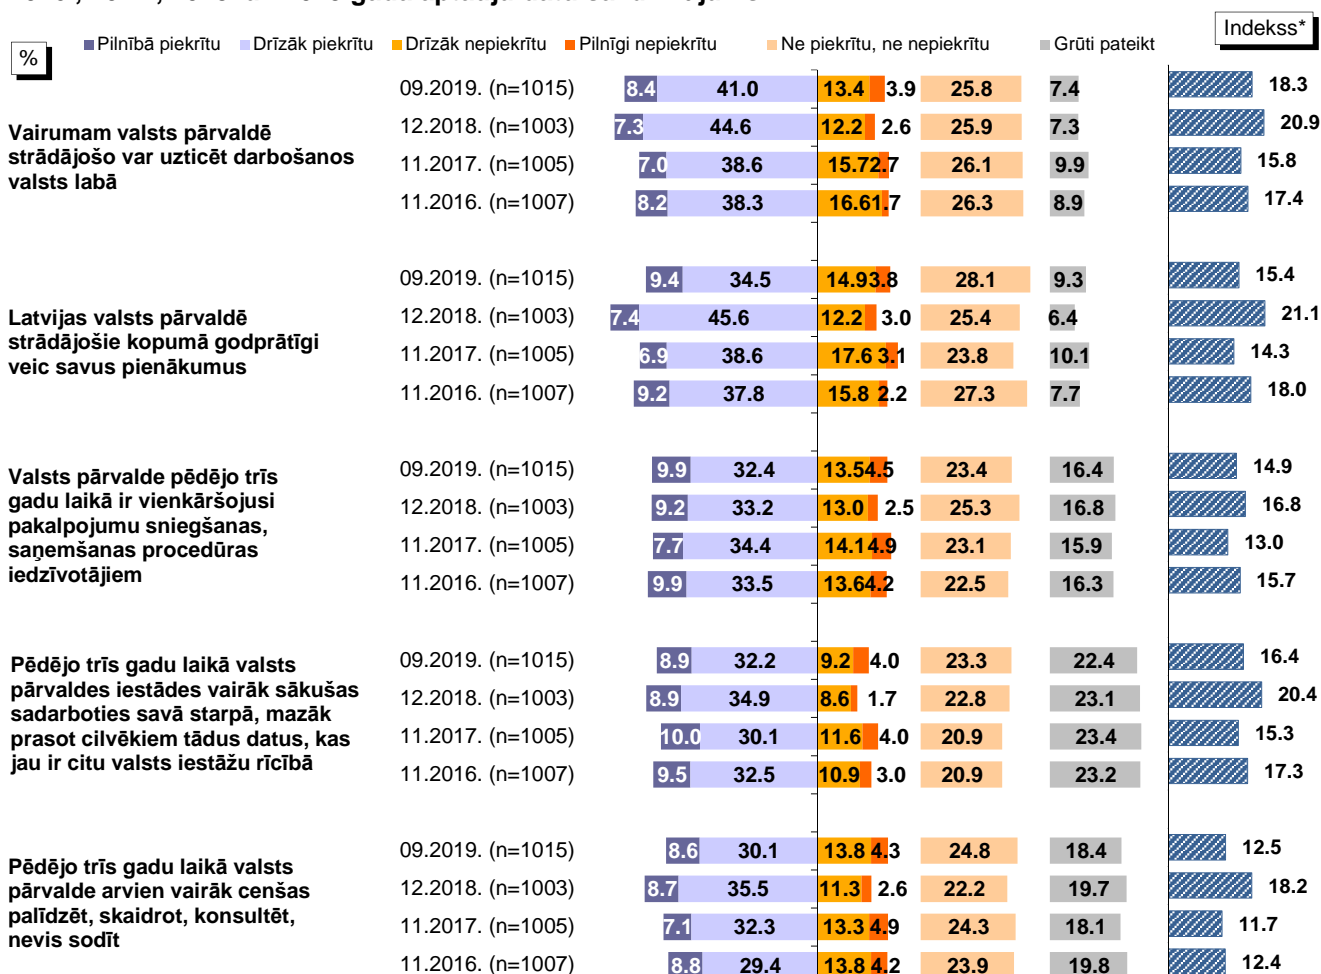 Indekss*
%
Pilnībā piekrītu Drīzāk piekrītu Drīzāk nepiekrītu Pilnīgi nepiekrītu Ne piekrītu, ne nepiekrītu Grūti pateikt
Vairumam valsts pārvaldē
strādājošo var uzticēt darbošanos
valsts labā
09.2019. (n=1015) 8.4 41.0 13.4 3.9 25.8 7.4 18.3
12.2018. (n=1003) 7.3 44.6 12.2 2.6 25.9 7.3 20.9
11.2017. (n=1005) 7.0 38.6 15.7 2.7 26.1 9.9 15.8
11.2016. (n=1007) 8.2 38.3 16.6 1.7 26.3 8.9 17.4
Latvijas valsts pārvaldē
strādājošie kopumā godprātīgi
veic savus pienākumus
09.2019. (n=1015) 9.4 34.5 14.9 3.8 28.1 9.3 15.4
12.2018. (n=1003) 7.4 45.6 12.2 3.0 25.4 6.4 21.1
11.2017. (n=1005) 6.9 38.6 17.6 3.1 23.8 10.1 14.3
11.2016. (n=1007) 9.2 37.8 15.8 2.2 27.3 7.7 18.0
Valsts pārvalde pēdējo trīs
gadu laikā ir vienkāršojusi
pakalpojumu sniegšanas,
saņemšanas procedūras
iedzīvotājiem
09.2019. (n=1015) 9.9 32.4 13.5 4.5 23.4 16.4 14.9
12.2018. (n=1003) 9.2 33.2 13.0 2.5 25.3 16.8 16.8
11.2017. (n=1005) 7.7 34.4 14.1 4.9 23.1 15.9 13.0
11.2016. (n=1007) 9.9 33.5 13.6 4.2 22.5 16.3 15.7
Pēdējo trīs gadu laikā valsts
pārvaldes iestādes vairāk sākušas
sadarboties savā starpā, mazāk
prasot cilvēkiem tādus datus, kas
jau ir citu valsts iestāžu rīcībā
09.2019. (n=1015) 8.9 32.2 9.2 4.0 23.3 22.4 16.4
12.2018. (n=1003) 8.9 34.9 8.6 1.7 22.8 23.1 20.4
11.2017. (n=1005) 10.0 30.1 11.6 4.0 20.9 23.4 15.3
11.2016. (n=1007) 9.5 32.5 10.9 3.0 20.9 23.2 17.3
Pēdējo trīs gadu laikā valsts
pārvalde arvien vairāk cenšas
palīdzēt, skaidrot, konsultēt,
nevis sodīt
09.2019. (n=1015) 8.6 30.1 13.8 4.3 24.8 18.4 12.5
12.2018. (n=1003) 8.7 35.5 11.3 2.6 22.2 19.7 18.2
11.2017. (n=1005) 7.1 32.3 13.3 4.9 24.3 18.1 11.7
11.2016. (n=1007) 8.8 29.4 13.8 4.2 23.9 19.8 12.4